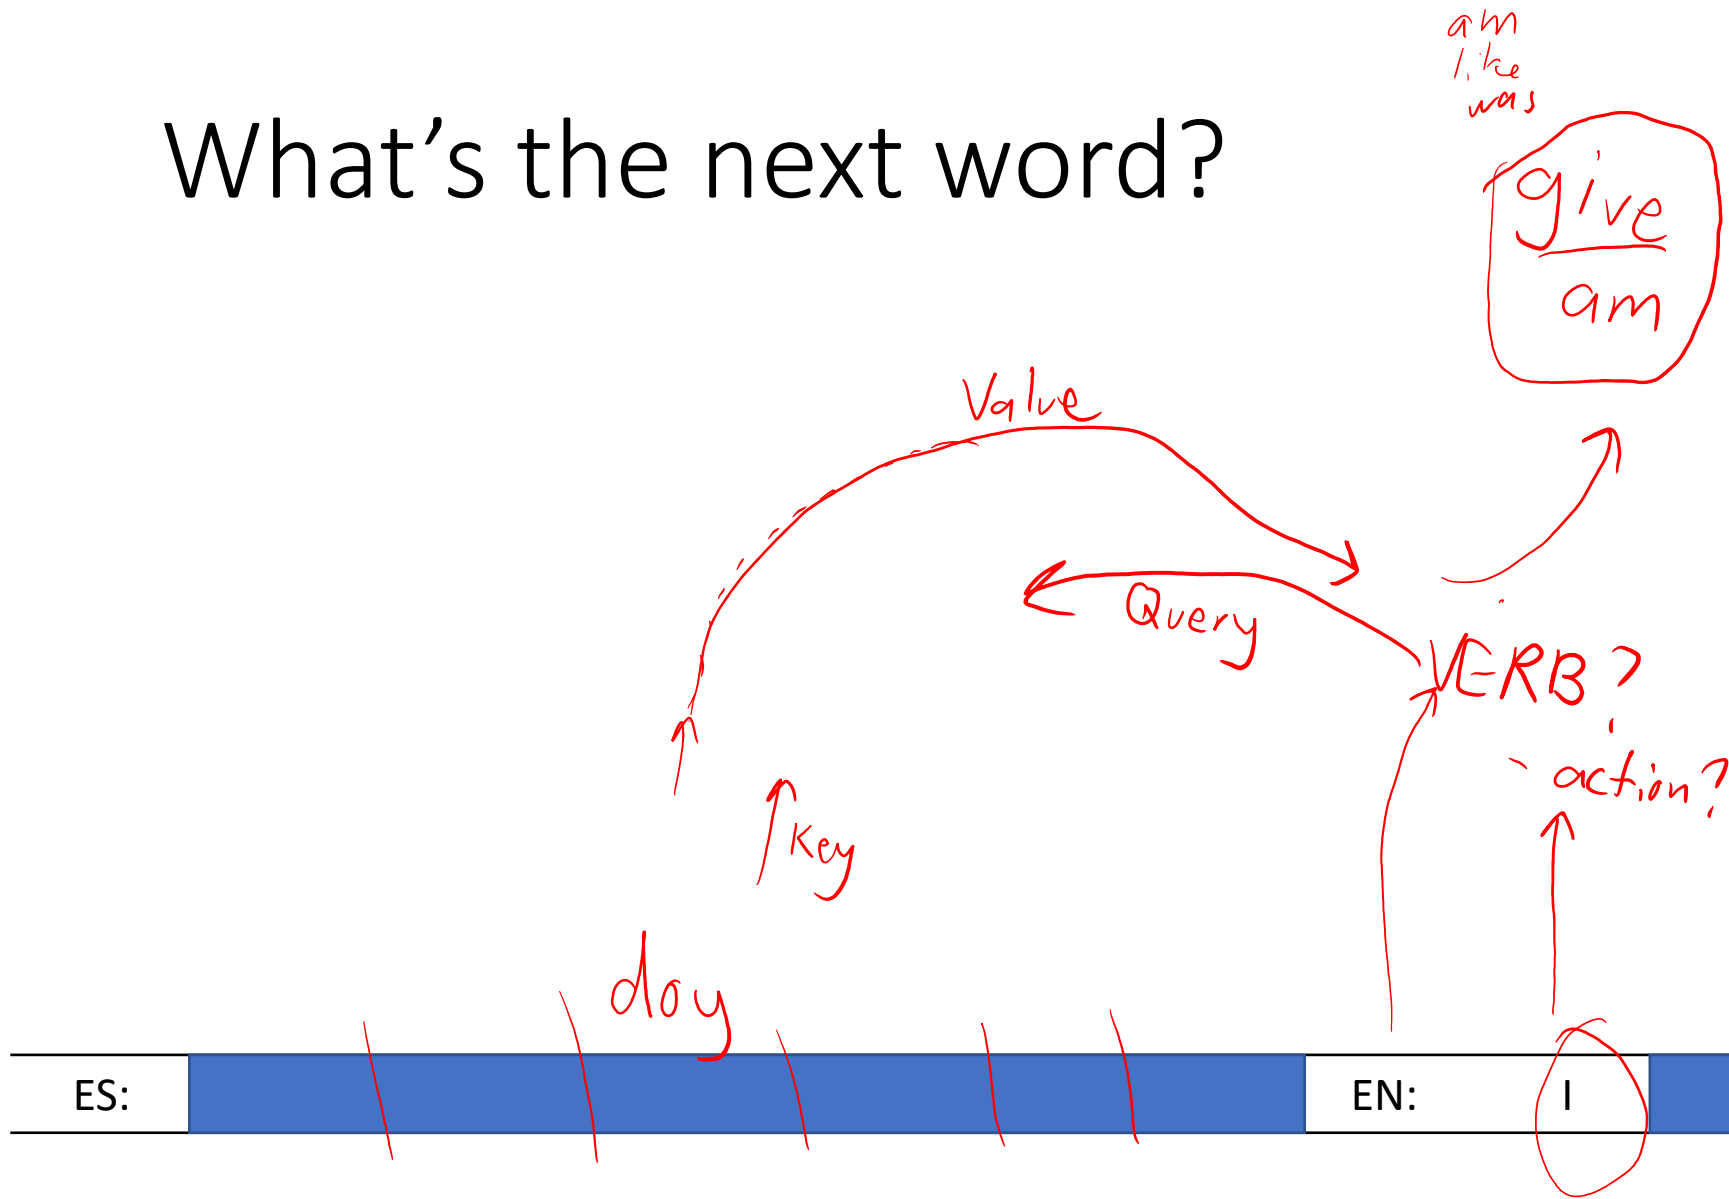 am
like
was
What's the next word?
give
am
Value
Query
VERB?
- action?
Key
doy
ES:
EN:
I